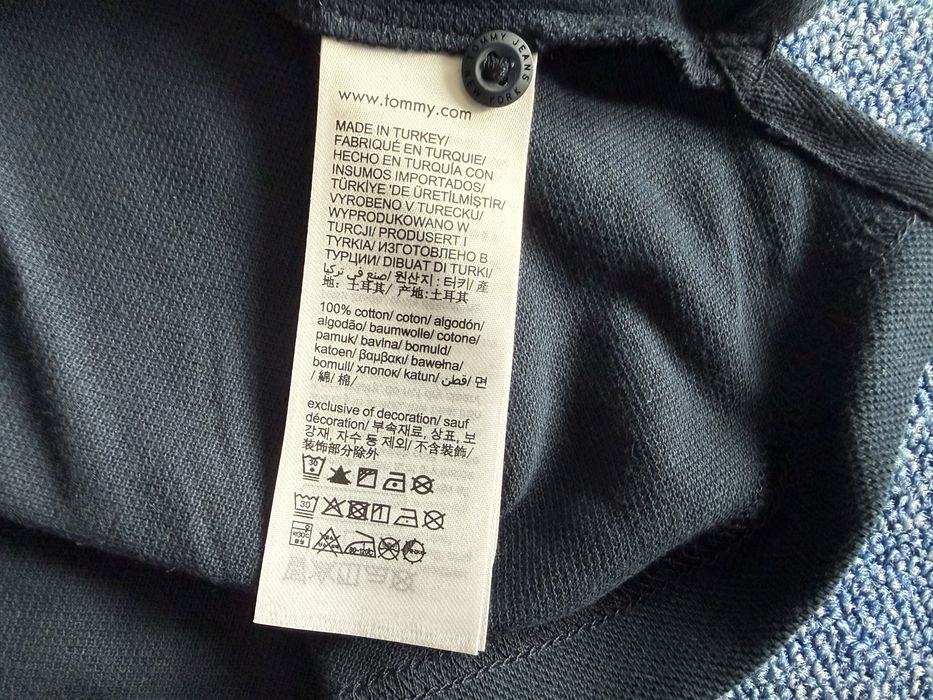 TOMMY JEANS
NEW YORK
www.tommy.com
MADE IN TURKEY/
FABRIQUÉ EN TURQUIE/
HECHO EN TURQUÍA CON
INSUMOS IMPORTADOS/
TÜRKİYE 'DE ÜRETİLMİŞTİR/
VYROBENO V TURECKU/
WYPRODUKOWANO W
TURCJI/ PRODUSERT I
TYRKIA/ ИЗГОТОВЛЕНО В
ТУРЦИИ/ DIBUAT DI TURKI/
صنع في تركيا/ 원산지 : 터키/ 產
地: 土耳其/ 产地:土耳其
100% cotton/ coton/ algodón/
algodão/ baumwolle/ cotone/
pamuk/ bavlna/ bomuld/
katoen/ βαμβακι/ bawełna/
bomull/ хлопок/ katun/ قطن/ 면
/ 綿/ 棉/
exclusive of decoration/ sauf
décoration/ 부속재료, 상표, 보
강재, 자수 등 제외/ 不含裝飾/
装饰部分除外
30
30